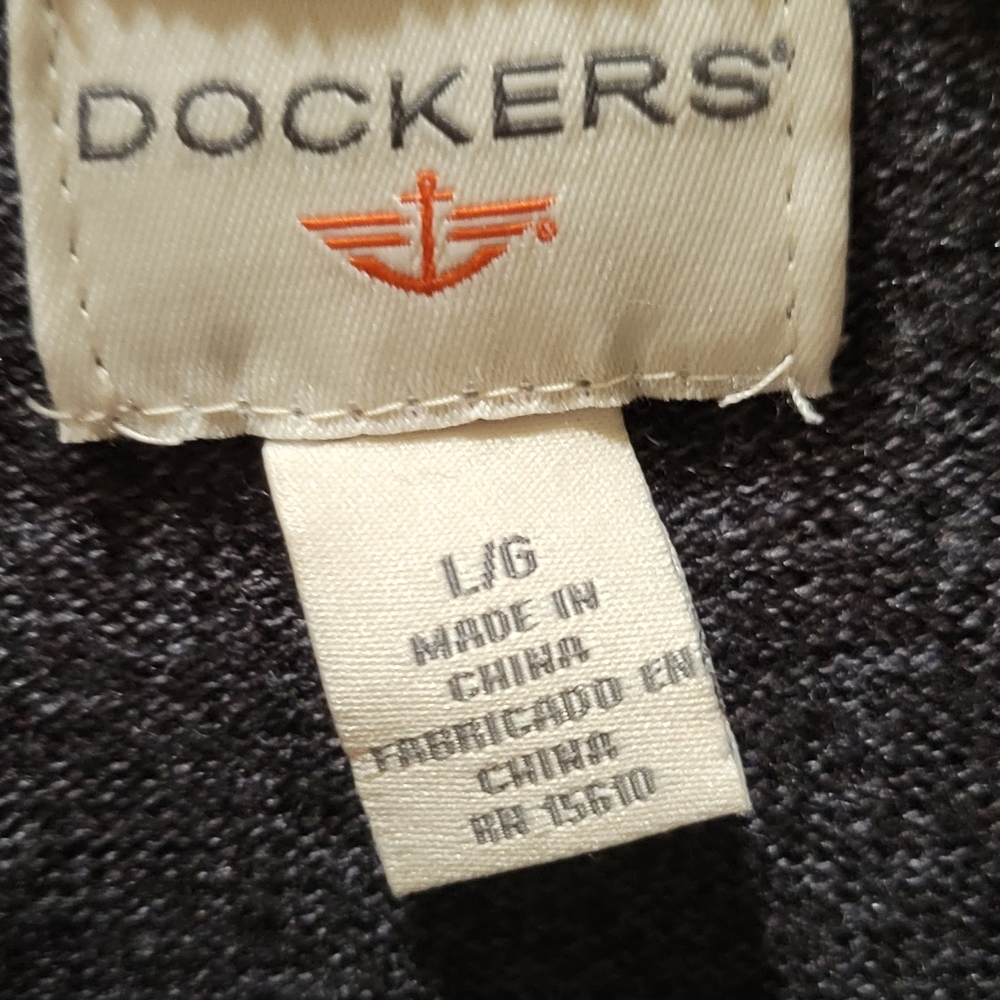 DOCKERS®
L/G
MADE IN
CHINA
FABRICADO EN
CHINA
RN 15610